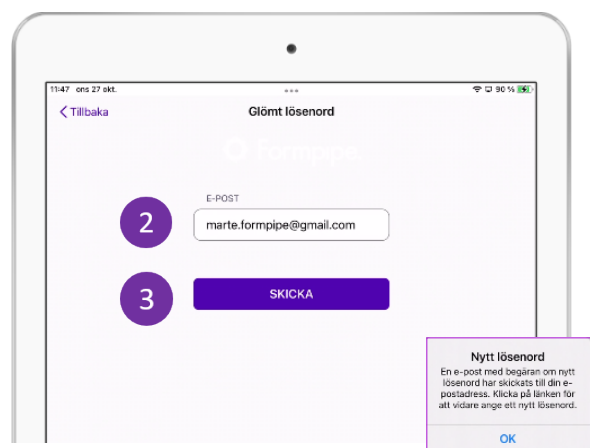 11:47 ons 27 okt.
90 %
Tillbaka
Glömt lösenord
formpipe
E-POST
2
marte.formpipe@gmail.com
3
SKICKA
Nytt lösenord
En e-post med begäran om nytt
lösenord har skickats till din e-
postadress. Klicka på länken för
att vidare ange ett nytt lösenord.
OK